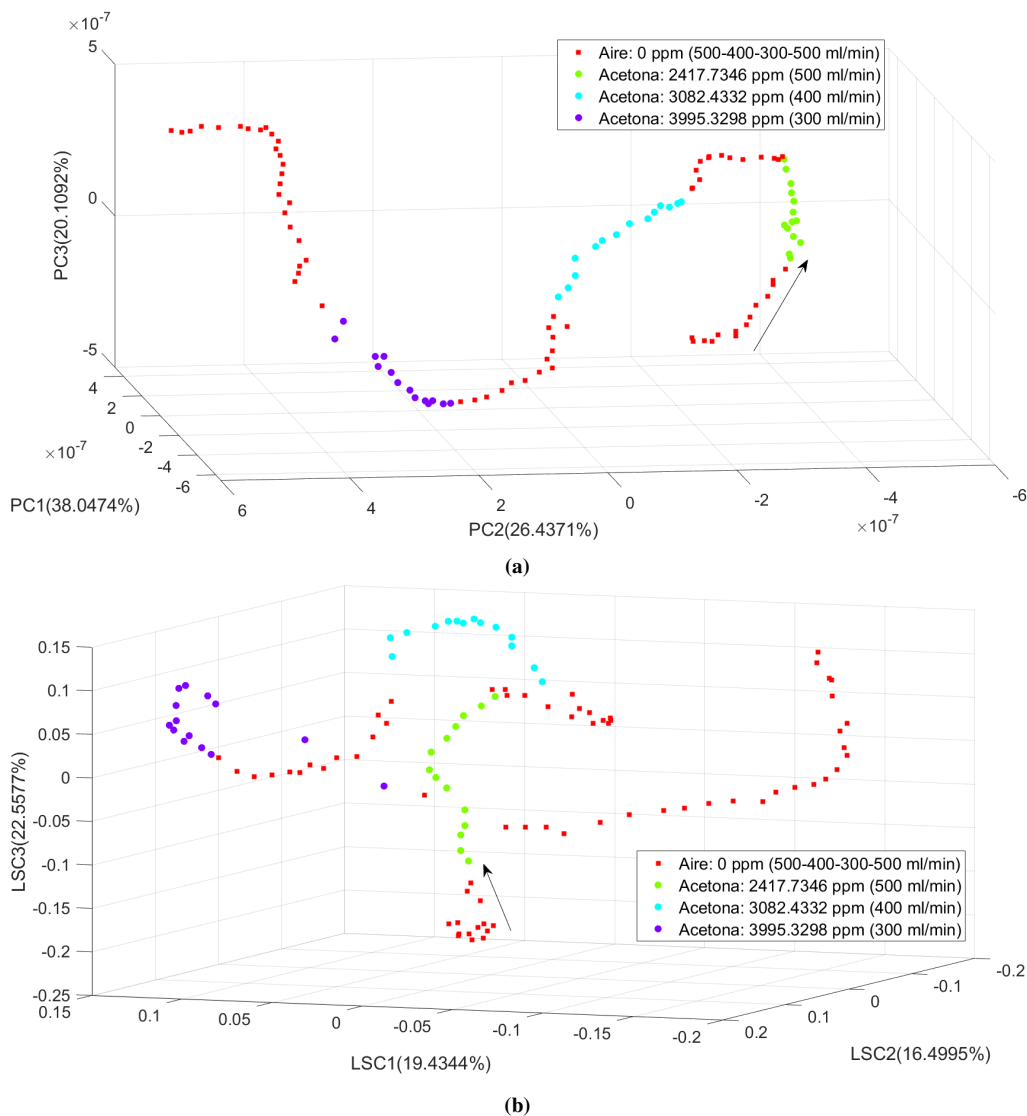 ×10⁻⁷
5
0
-5
PC3(20.1092%)
Aire: 0 ppm (500-400-300-500 ml/min)
Acetona: 2417.7346 ppm (500 ml/min)
Acetona: 3082.4332 ppm (400 ml/min)
Acetona: 3995.3298 ppm (300 ml/min)
4
2
0
-2
-4
-6
×10⁻⁷
PC1(38.0474%)
6
4
2
0
-2
-4
-6
×10⁻⁷
PC2(26.4371%)
(a)
0.15
0.1
0.05
0
-0.05
-0.1
-0.15
-0.2
-0.25
LSC3(22.5577%)
Aire: 0 ppm (500-400-300-500 ml/min)
Acetona: 2417.7346 ppm (500 ml/min)
Acetona: 3082.4332 ppm (400 ml/min)
Acetona: 3995.3298 ppm (300 ml/min)
0.15
0.1
0.05
0
-0.05
-0.1
-0.15
-0.2
LSC1(19.4344%)
0.2
0.1
0
-0.1
-0.2
LSC2(16.4995%)
(b)